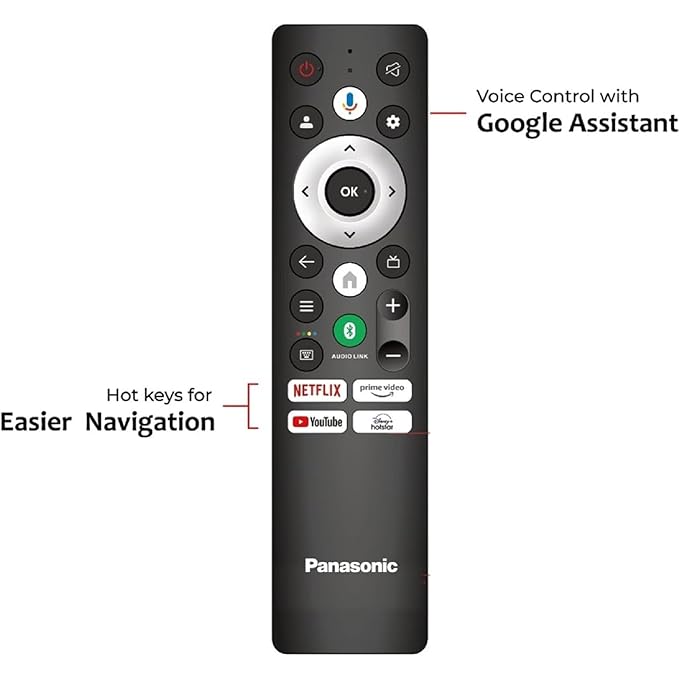 Voice Control with
Google Assistant
OK
AUDIO LINK
Hot keys for
Easier Navigation
NETFLIX
prime video
YouTube
Disney+
hotstar
Panasonic